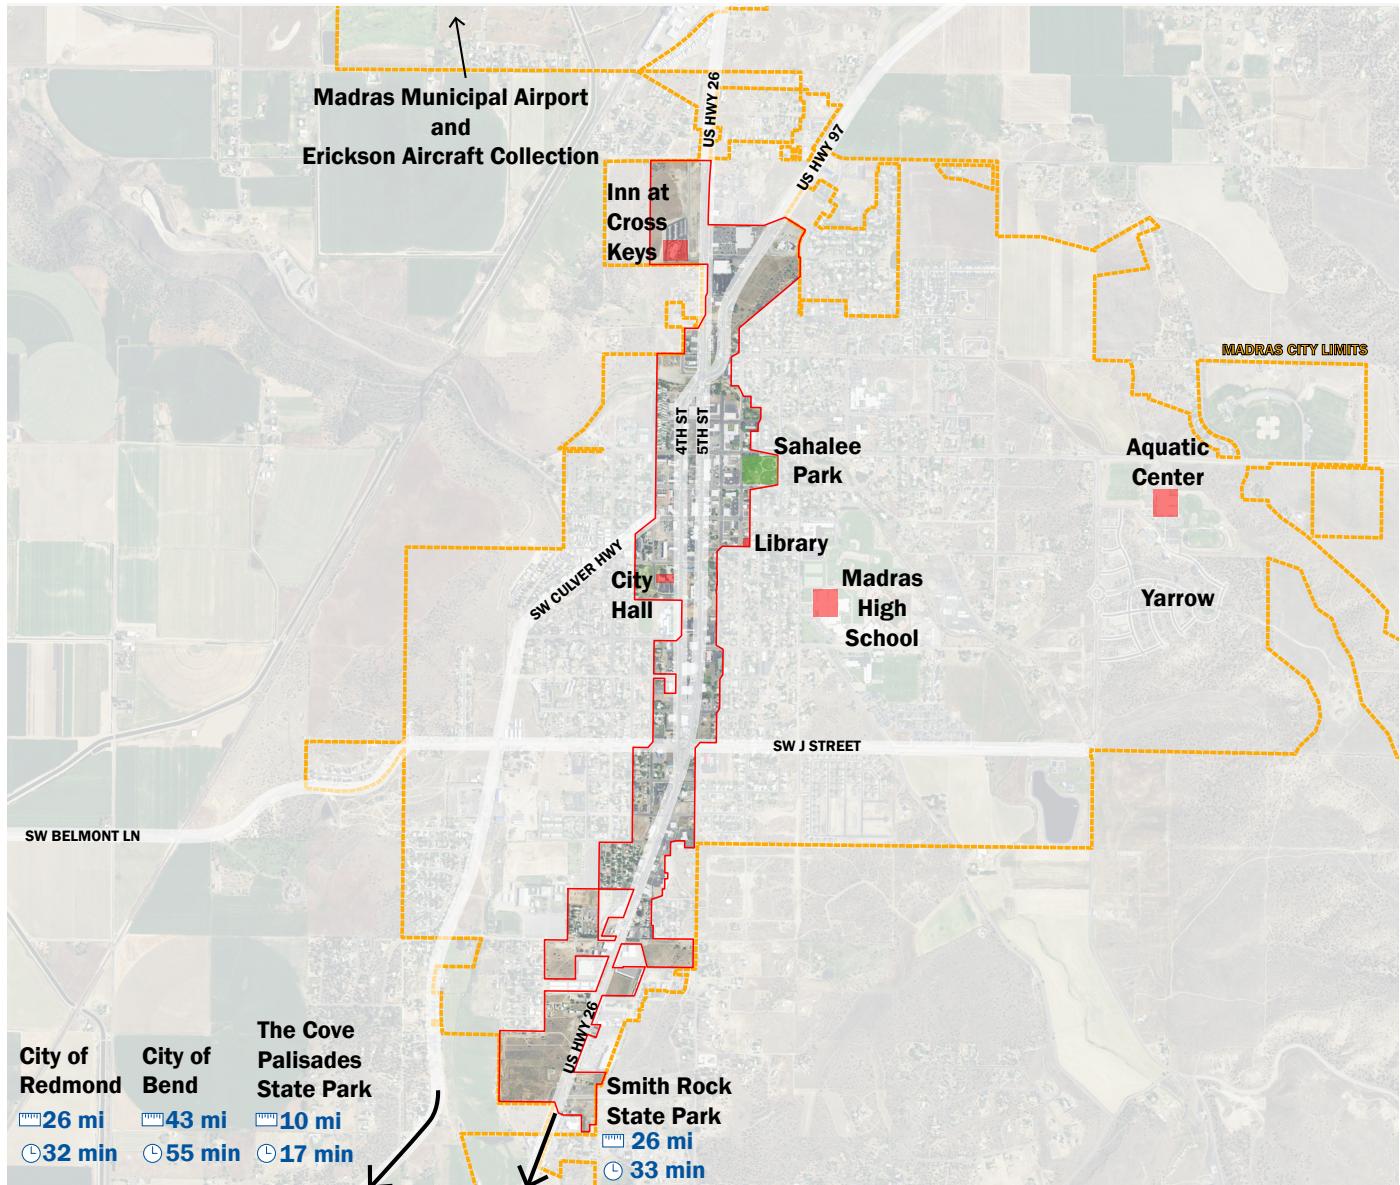 Madras Municipal Airport
and
Erickson Aircraft Collection
US HWY 26
US HWY 97
Inn at
Cross
Keys
MADRAS CITY LIMITS
4TH ST
5TH ST
Sahalee
Park
Aquatic
Center
Library
SW CULVER HWY
City
Hall
Madras
High
School
Yarrow
SW J STREET
SW BELMONT LN
US HWY 26
City of
Redmond
26 mi
32 min
City of
Bend
43 mi
55 min
The Cove
Palisades
State Park
10 mi
17 min
Smith Rock
State Park
26 mi
33 min